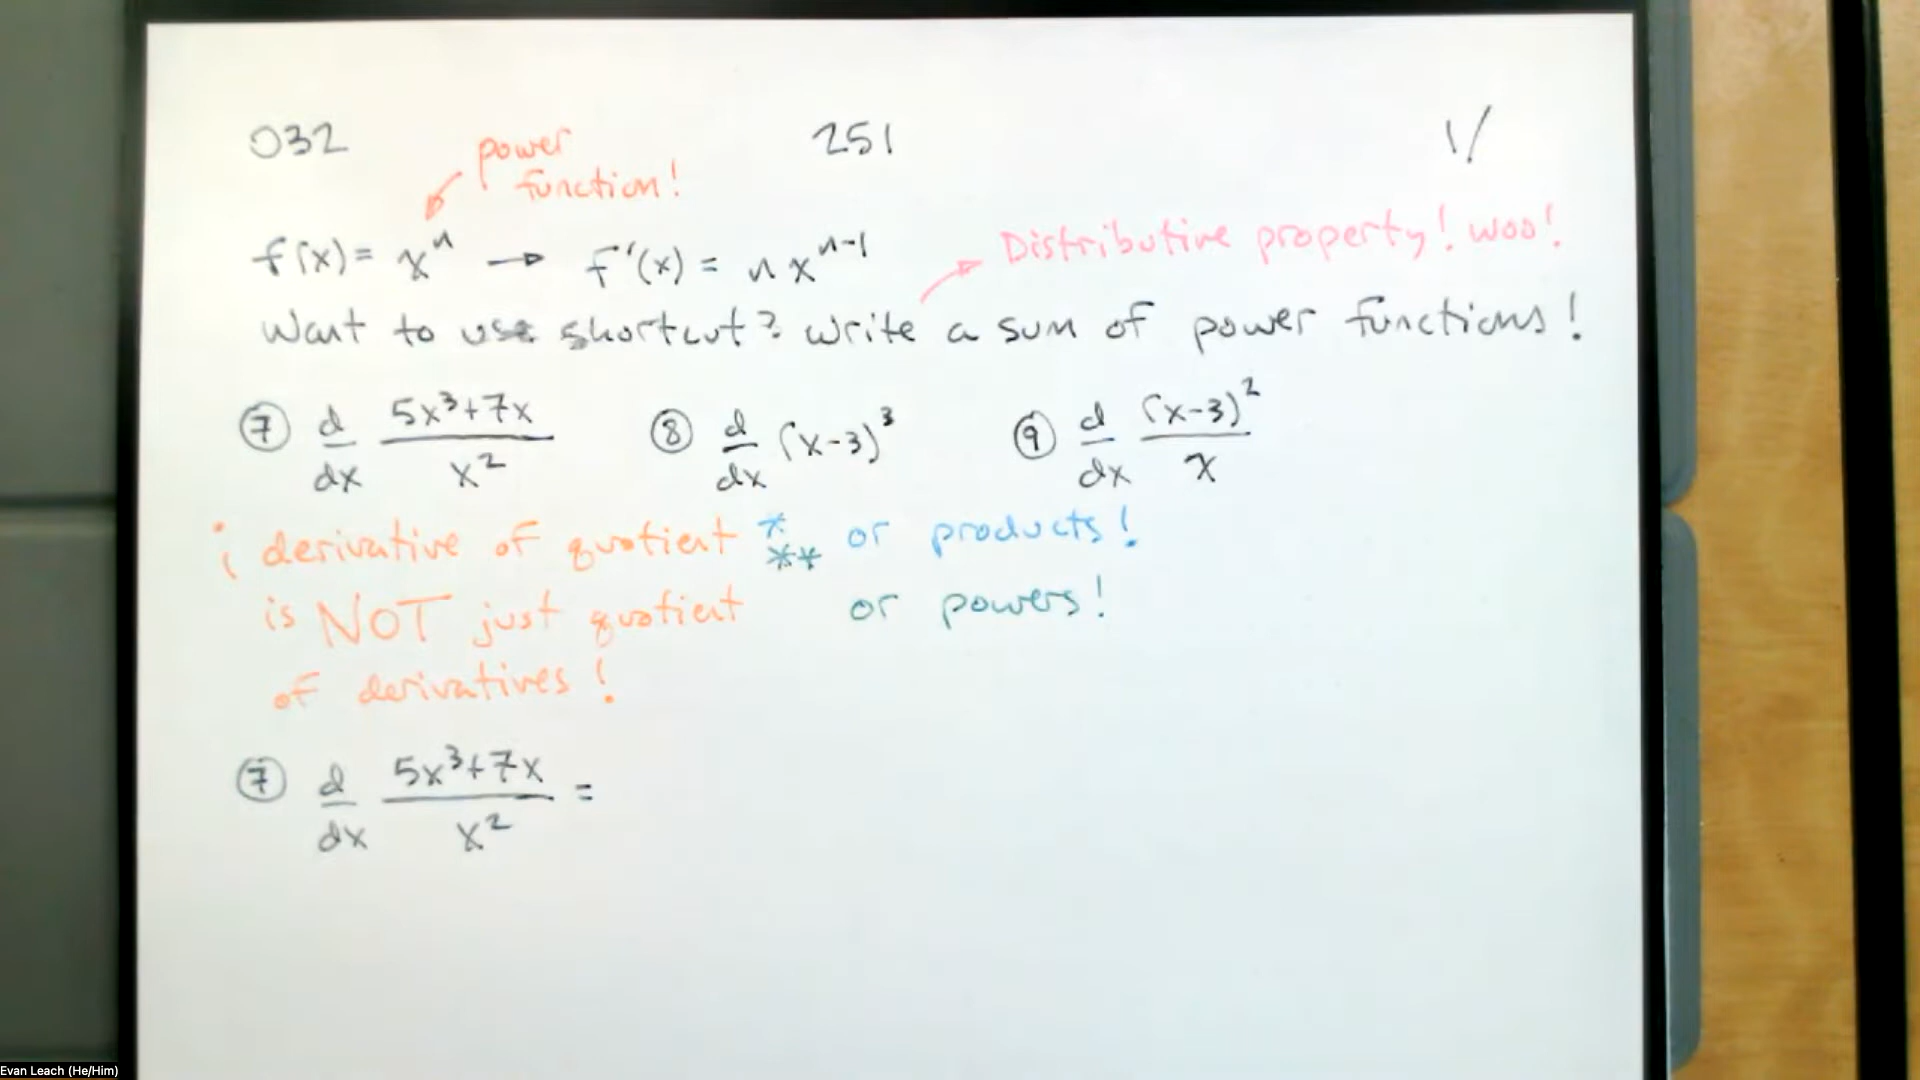 032 251 1/
power
function!
f(x) = xⁿ → f'(x) = n xⁿ⁻¹
Distributive property! woo!
Want to use shortcut? Write a sum of power functions!
⑦ d/dx (5x³+7x)/x² ⑧ d/dx (x-3)³ ⑨ d/dx (x-3)²/x
¡ derivative of quotient * or products!
** or powers!
is NOT just quotient
of derivatives!
⑦ d/dx (5x³+7x)/x² =
Evan Leach (He/Him)